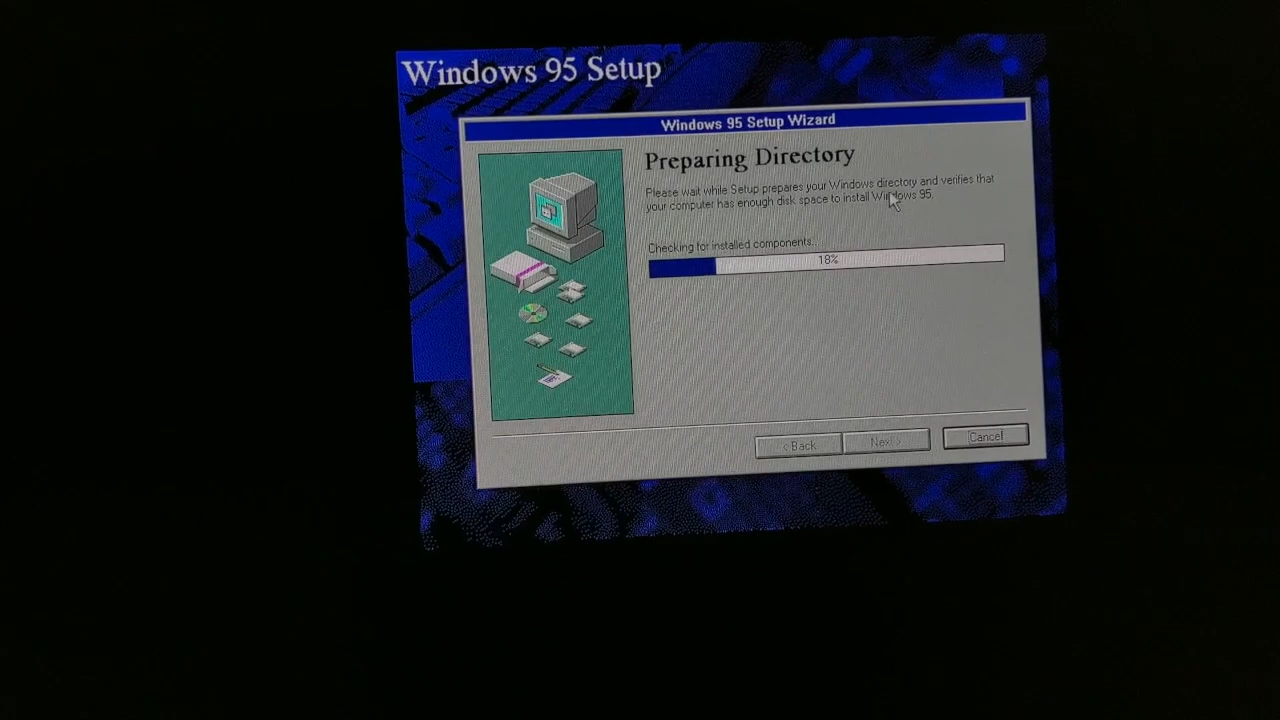 Windows 95 Setup
Windows 95 Setup Wizard
Preparing Directory
Please wait while Setup prepares your Windows directory and verifies that
your computer has enough disk space to install Windows 95.
Checking for installed components..
18%
< Back
Next >
Cancel